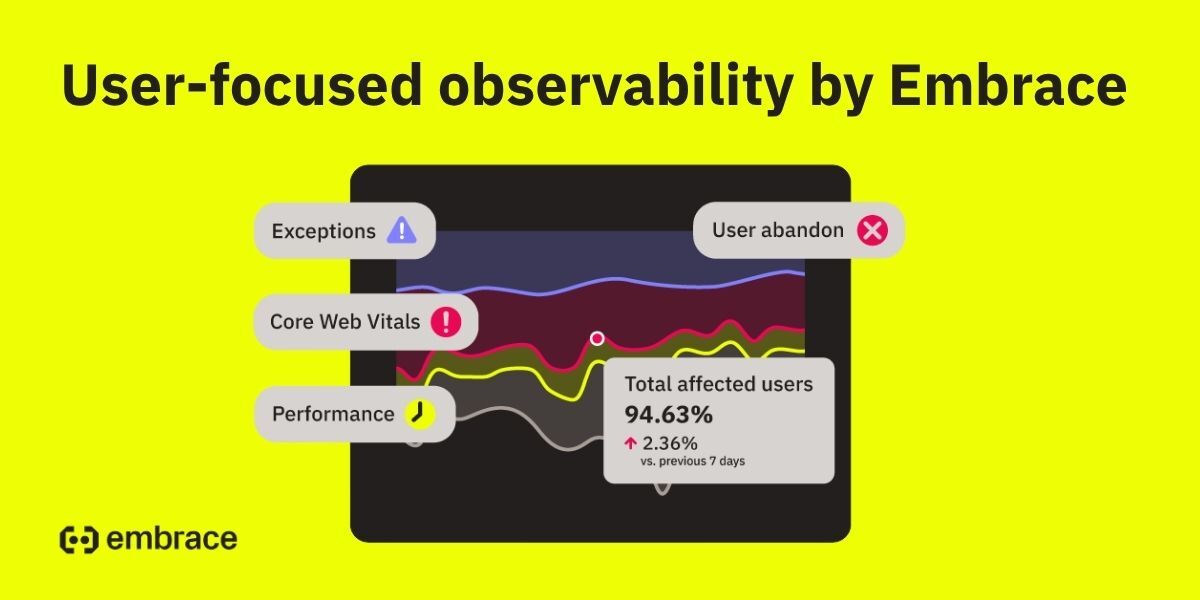 User-focused observability by Embrace
Exceptions
User abandon
Core Web Vitals
Performance
Total affected users
94.63%
2.36%
vs. previous 7 days
embrace